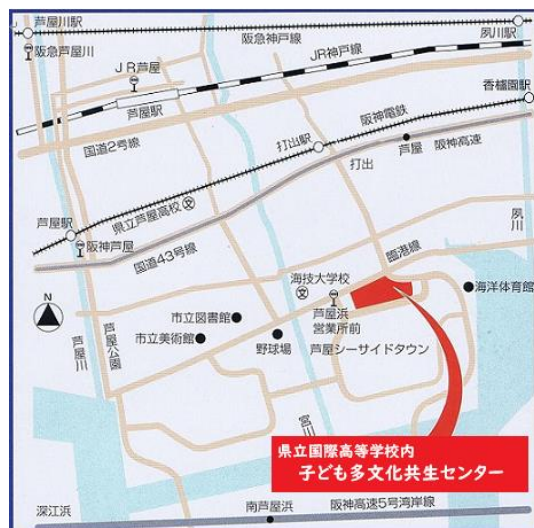 芦屋川駅
阪急芦屋川
阪急神戸線
夙川駅
JR芦屋
JR神戸線
芦屋駅
香櫨園駅
国道2号線
打出駅
阪神電鉄
芦屋
阪神高速
打出
県立芦屋高校
文
芦屋駅
阪神芦屋
国道43号線
夙川
臨港線
海技大学校
文
海洋体育館
N
市立図書館
芦屋浜
営業所前
市立美術館
野球場
芦屋シーサイドタウン
芦屋川
芦屋公園
宮川
県立国際高等学校内
子ども多文化共生センター
深江浜
南芦屋浜
阪神高速5号湾岸線